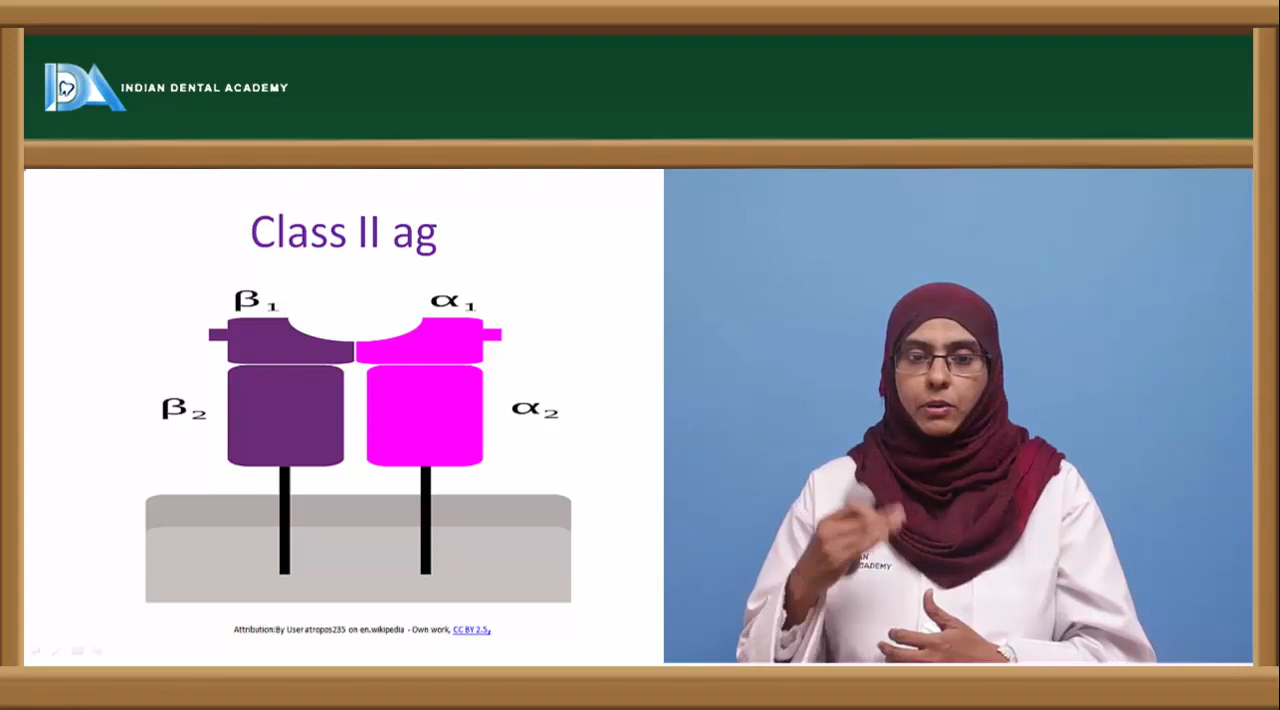 INDIAN DENTAL ACADEMY
Class II ag
β1
α1
β2
α2
Attribution:By User atropos235 on en.wikipedia - Own work, CC BY 2.5,
ACADEMY